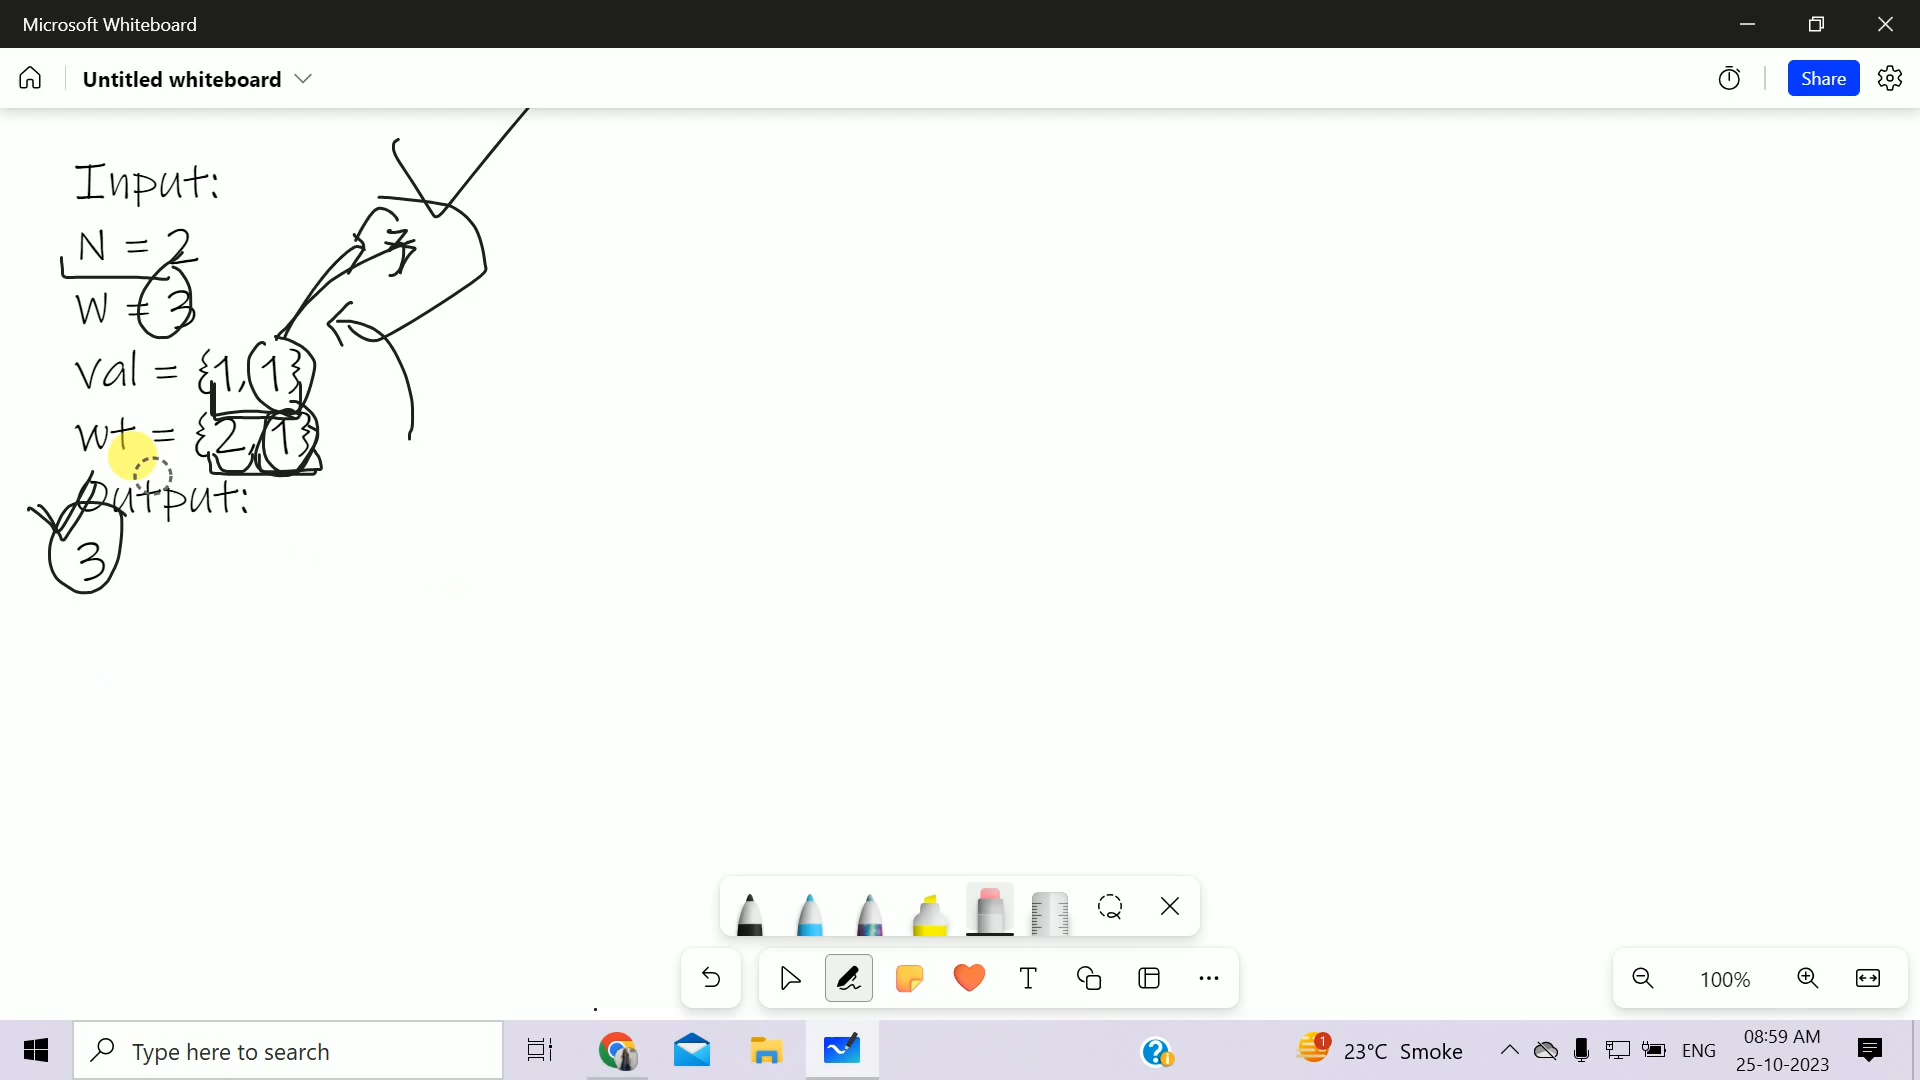 Microsoft Whiteboard
Untitled whiteboard
Share
Input:
N = 2
W = 3
val = {1,1}
wt = {2,1}
Output:
3
100%
Type here to search
1
23°C Smoke
ENG
08:59 AM
25-10-2023